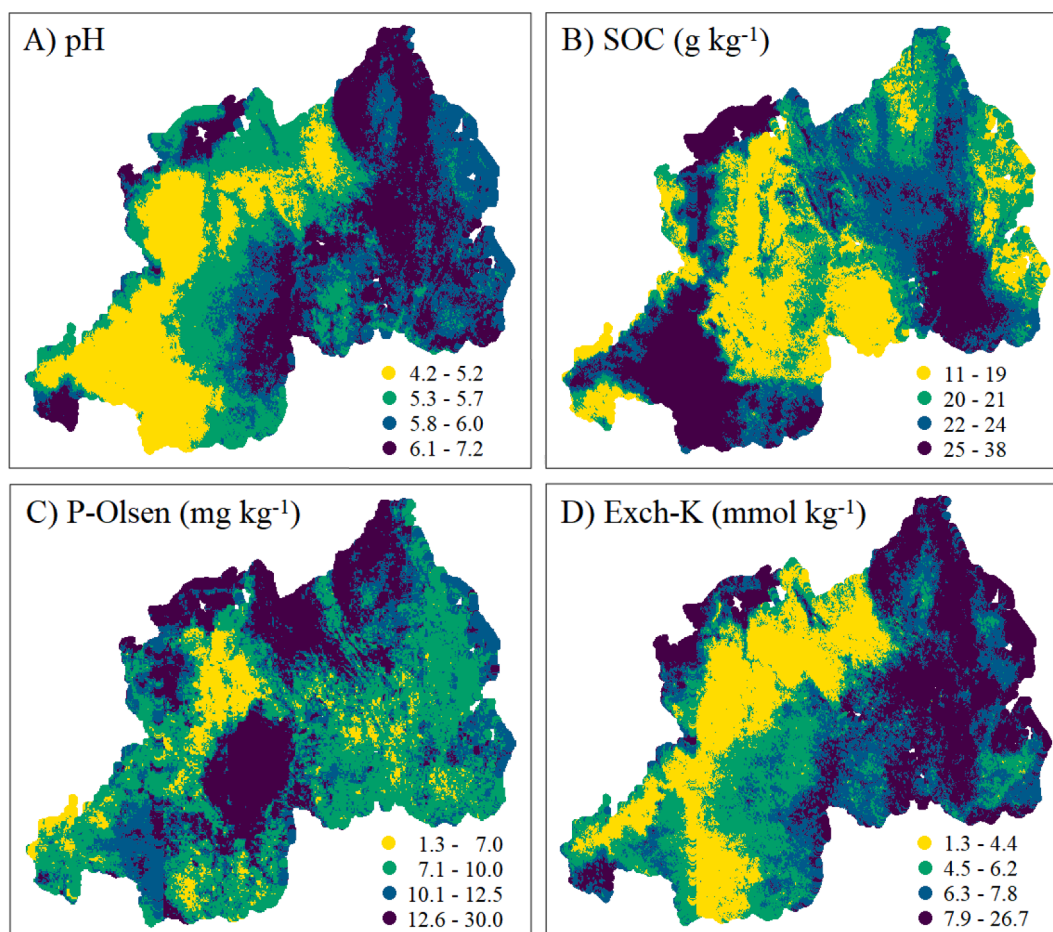 A) pH
4.2 - 5.2
5.3 - 5.7
5.8 - 6.0
6.1 - 7.2
B) SOC (g kg⁻¹)
11 - 19
20 - 21
22 - 24
25 - 38
C) P-Olsen (mg kg⁻¹)
1.3 - 7.0
7.1 - 10.0
10.1 - 12.5
12.6 - 30.0
D) Exch-K (mmol kg⁻¹)
1.3 - 4.4
4.5 - 6.2
6.3 - 7.8
7.9 - 26.7